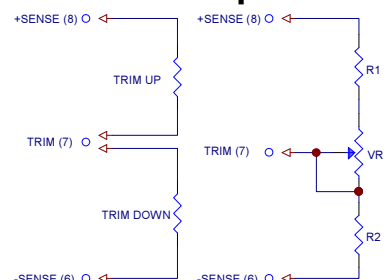 +SENSE (8)
TRIM UP
TRIM (7)
TRIM DOWN
-SENSE (6)
+SENSE (8)
R1
TRIM (7)
VR
R2
-SENSE (6)